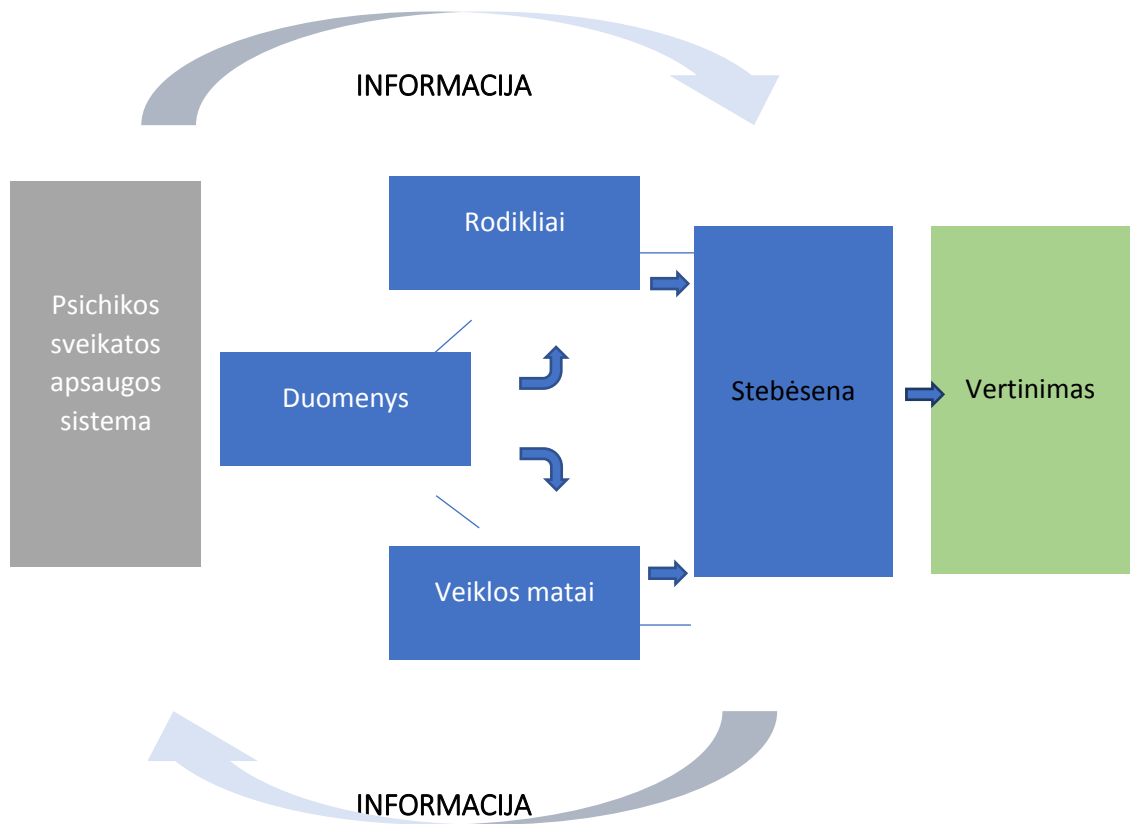 INFORMACIJA
Rodikliai
Psichikos
sveikatos
apsaugos
sistema
Duomenys
Stebėsena
Vertinimas
Veiklos matai
INFORMACIJA